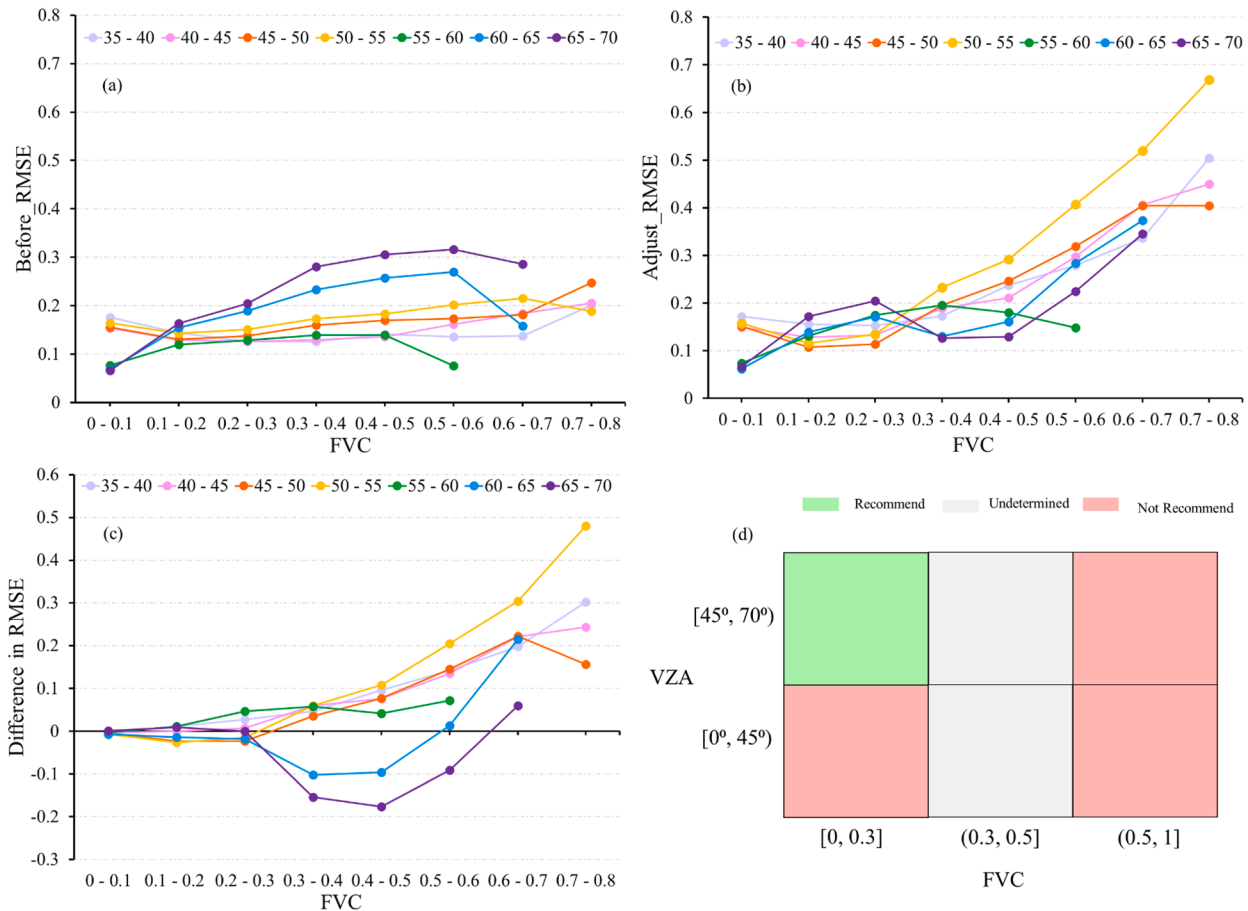 35 - 40 40 - 45 45 - 50 50 - 55 55 - 60 60 - 65 65 - 70
(a)
Before_RMSE
0.8
0.7
0.6
0.5
0.4
0.3
0.2
0.1
0
0 - 0.1 0.1 - 0.2 0.2 - 0.3 0.3 - 0.4 0.4 - 0.5 0.5 - 0.6 0.6 - 0.7 0.7 - 0.8
FVC
35 - 40 40 - 45 45 - 50 50 - 55 55 - 60 60 - 65 65 - 70
(b)
Adjust_RMSE
0.8
0.7
0.6
0.5
0.4
0.3
0.2
0.1
0
0 - 0.1 0.1 - 0.2 0.2 - 0.3 0.3 - 0.4 0.4 - 0.5 0.5 - 0.6 0.6 - 0.7 0.7 - 0.8
FVC
35 - 40 40 - 45 45 - 50 50 - 55 55 - 60 60 - 65 65 - 70
(c)
Difference in RMSE
0.6
0.5
0.4
0.3
0.2
0.1
0
-0.1
-0.2
-0.3
0 - 0.1 0.1 - 0.2 0.2 - 0.3 0.3 - 0.4 0.4 - 0.5 0.5 - 0.6 0.6 - 0.7 0.7 - 0.8
FVC
Recommend Undetermined Not Recommend
(d)
[45º, 70º)
VZA
[0º, 45º)
[0, 0.3] (0.3, 0.5] (0.5, 1]
FVC